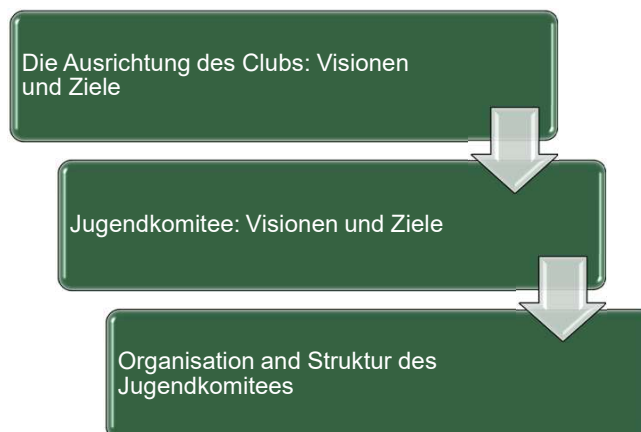 Die Ausrichtung des Clubs: Visionen
und Ziele
Jugendkomitee: Visionen und Ziele
Organisation and Struktur des
Jugendkomitees